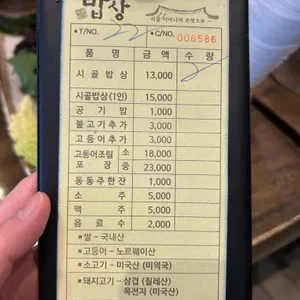 밥상
시골 어머니의 손맛으로
T/NO. 22 C/NO. 006586
품 명 금 액 수 량
시 골 밥 상 13,000 2
시골밥상(1인) 15,000
공 기 밥 1,000
불고기추가 3,000
고등어추가 3,000
고등어조림 소 18,000
포 장 중 23,000
동동주한잔 1,000
소 주 5,000
맥 주 5,000
음 료 수 2,000
■ 쌀 - 국내산
■ 고등어 - 노르웨이산
■ 소고기 - 미국산 (미역국)
■ 돼지고기 - 삼겹 (칠레산)
목전지 (미국산)